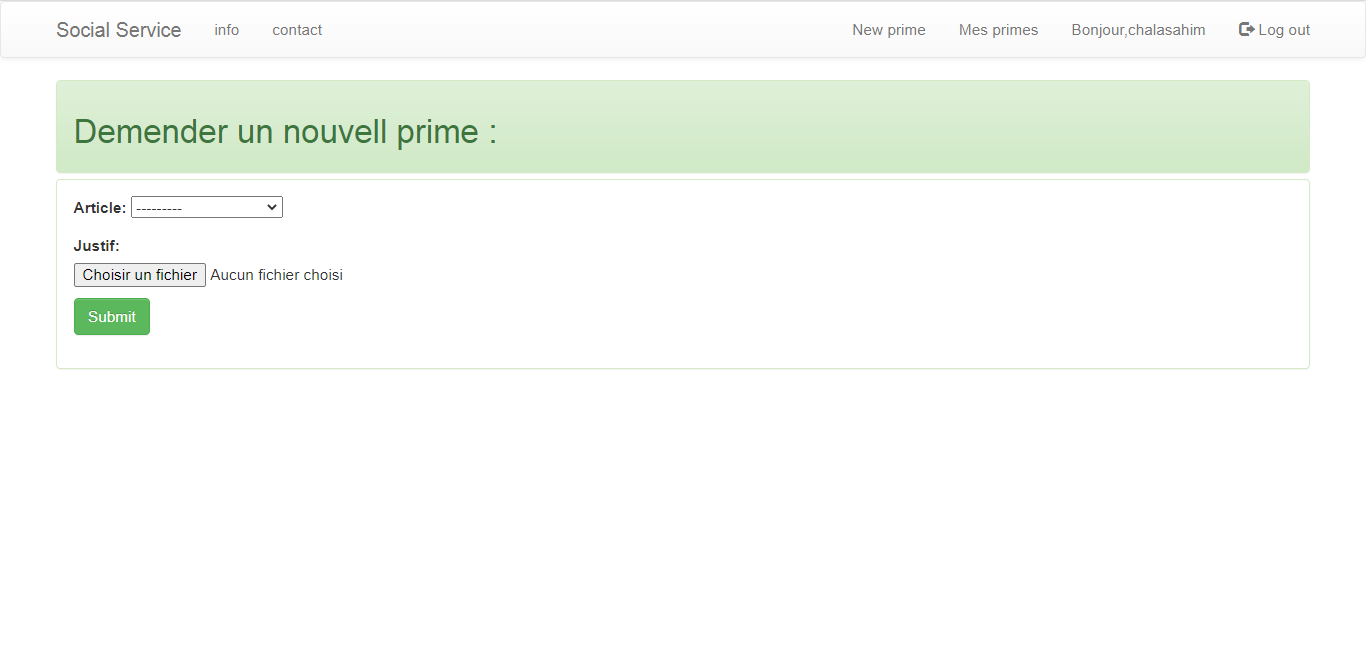 Social Service info contact New prime Mes primes Bonjour,chalasahim Log out
Demender un nouvell prime :
Article: ---------
Justif:
Choisir un fichier Aucun fichier choisi
Submit